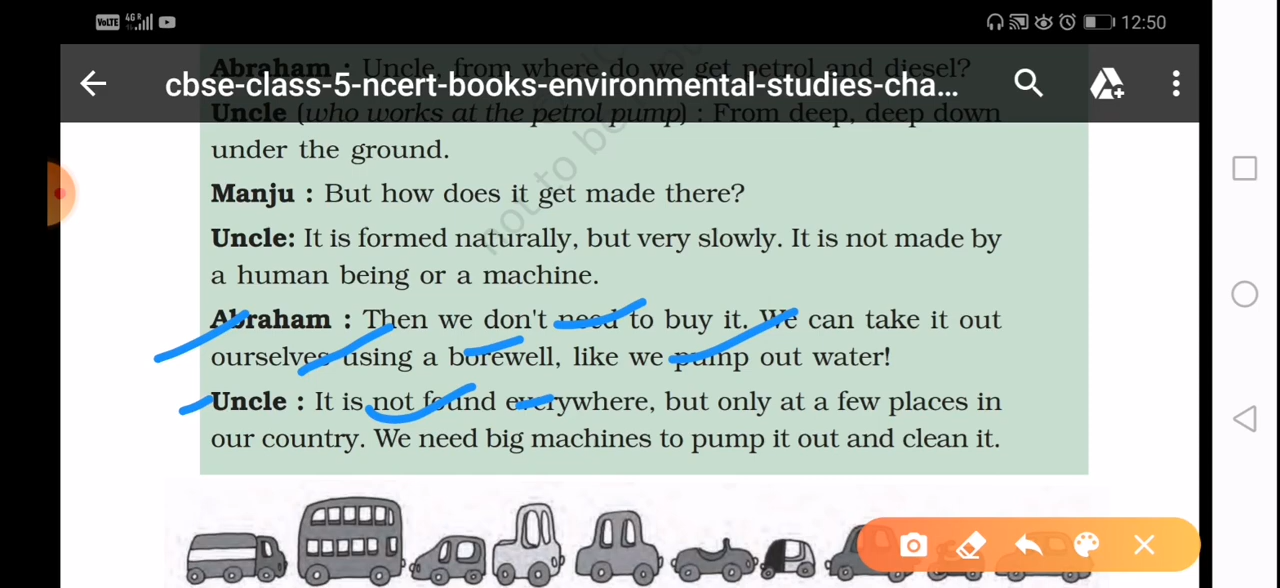 VoLTE 4G R 12:50
Abraham : Uncle, from where do we get petrol and diesel?
cbse-class-5-ncert-books-environmental-studies-cha...
Uncle (who works at the petrol pump) : From deep, deep down
under the ground.
Manju : But how does it get made there?
Uncle: It is formed naturally, but very slowly. It is not made by
a human being or a machine.
Abraham : Then we don't need to buy it. We can take it out
ourselves using a borewell, like we pump out water!
Uncle : It is not found everywhere, but only at a few places in
our country. We need big machines to pump it out and clean it.
not to be